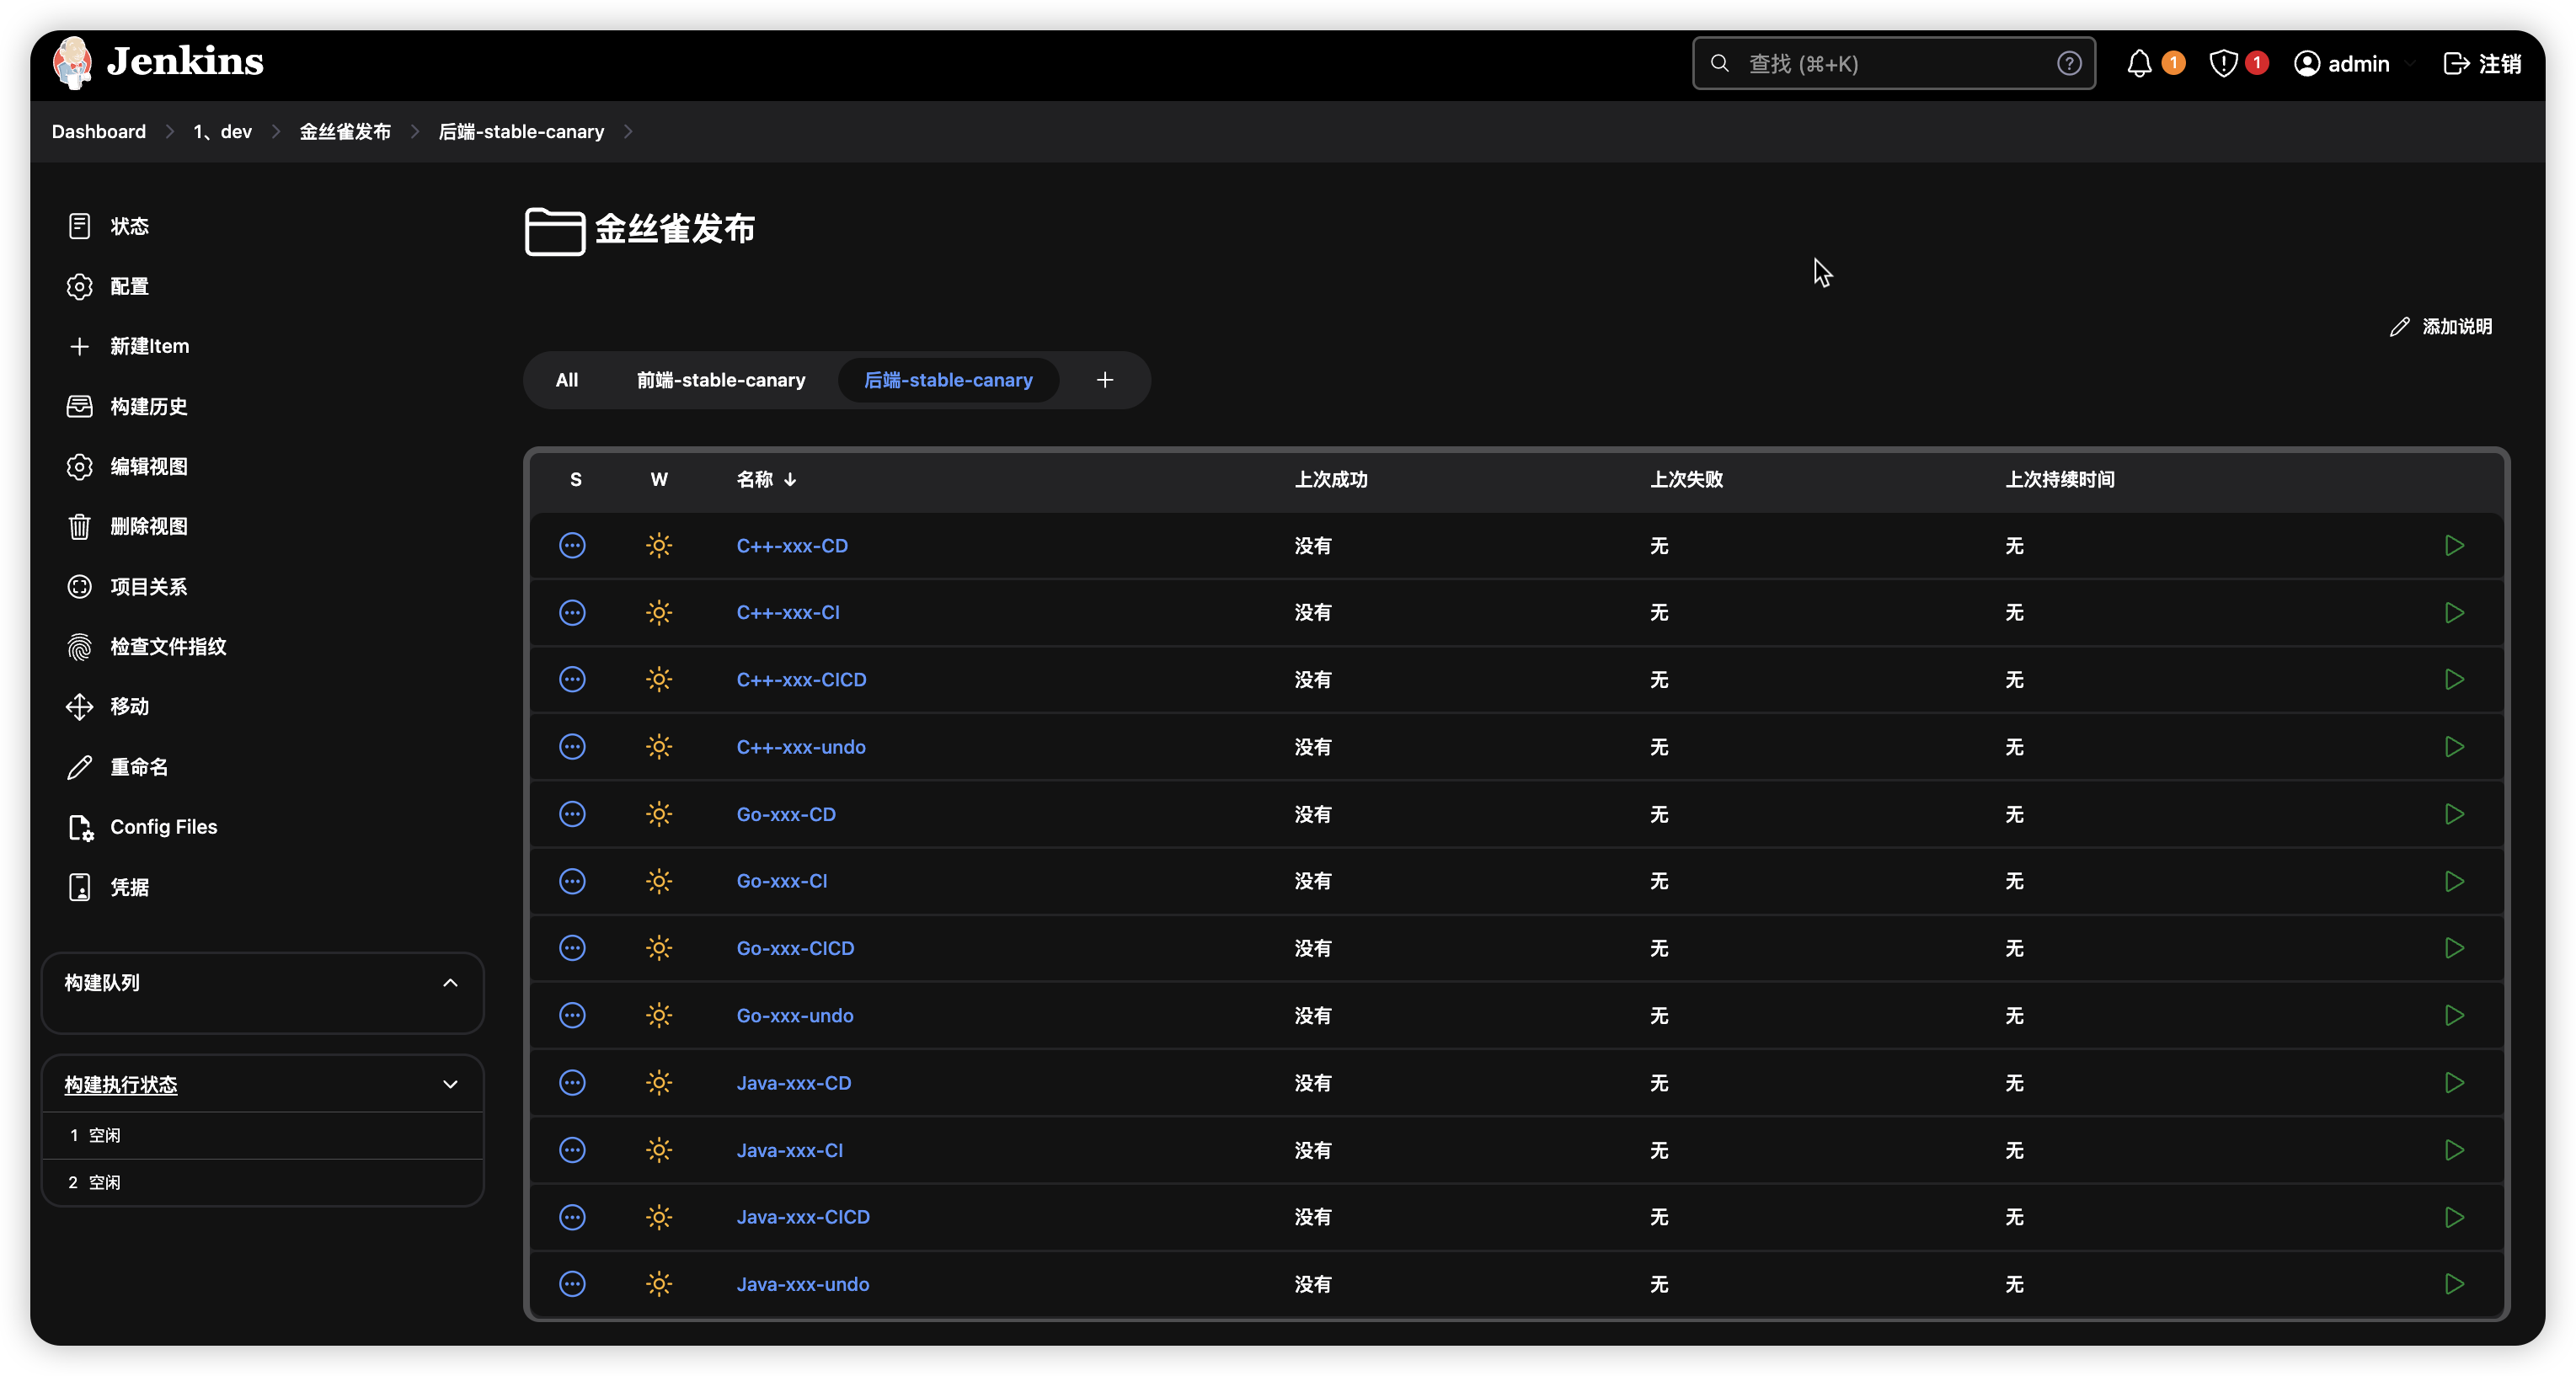 Jenkins
查找 (⌘+K)
1
1
admin
注销
Dashboard
1、dev
金丝雀发布
后端-stable-canary
状态
配置
新建Item
构建历史
编辑视图
删除视图
项目关系
检查文件指纹
移动
重命名
Config Files
凭据
构建队列
构建执行状态
1 空闲
2 空闲
金丝雀发布
添加说明
All 前端-stable-canary 后端-stable-canary
S W 名称 ↓ 上次成功 上次失败 上次持续时间
C++-xxx-CD 没有 无 无
C++-xxx-CI 没有 无 无
C++-xxx-CICD 没有 无 无
C++-xxx-undo 没有 无 无
Go-xxx-CD 没有 无 无
Go-xxx-CI 没有 无 无
Go-xxx-CICD 没有 无 无
Go-xxx-undo 没有 无 无
Java-xxx-CD 没有 无 无
Java-xxx-CI 没有 无 无
Java-xxx-CICD 没有 无 无
Java-xxx-undo 没有 无 无